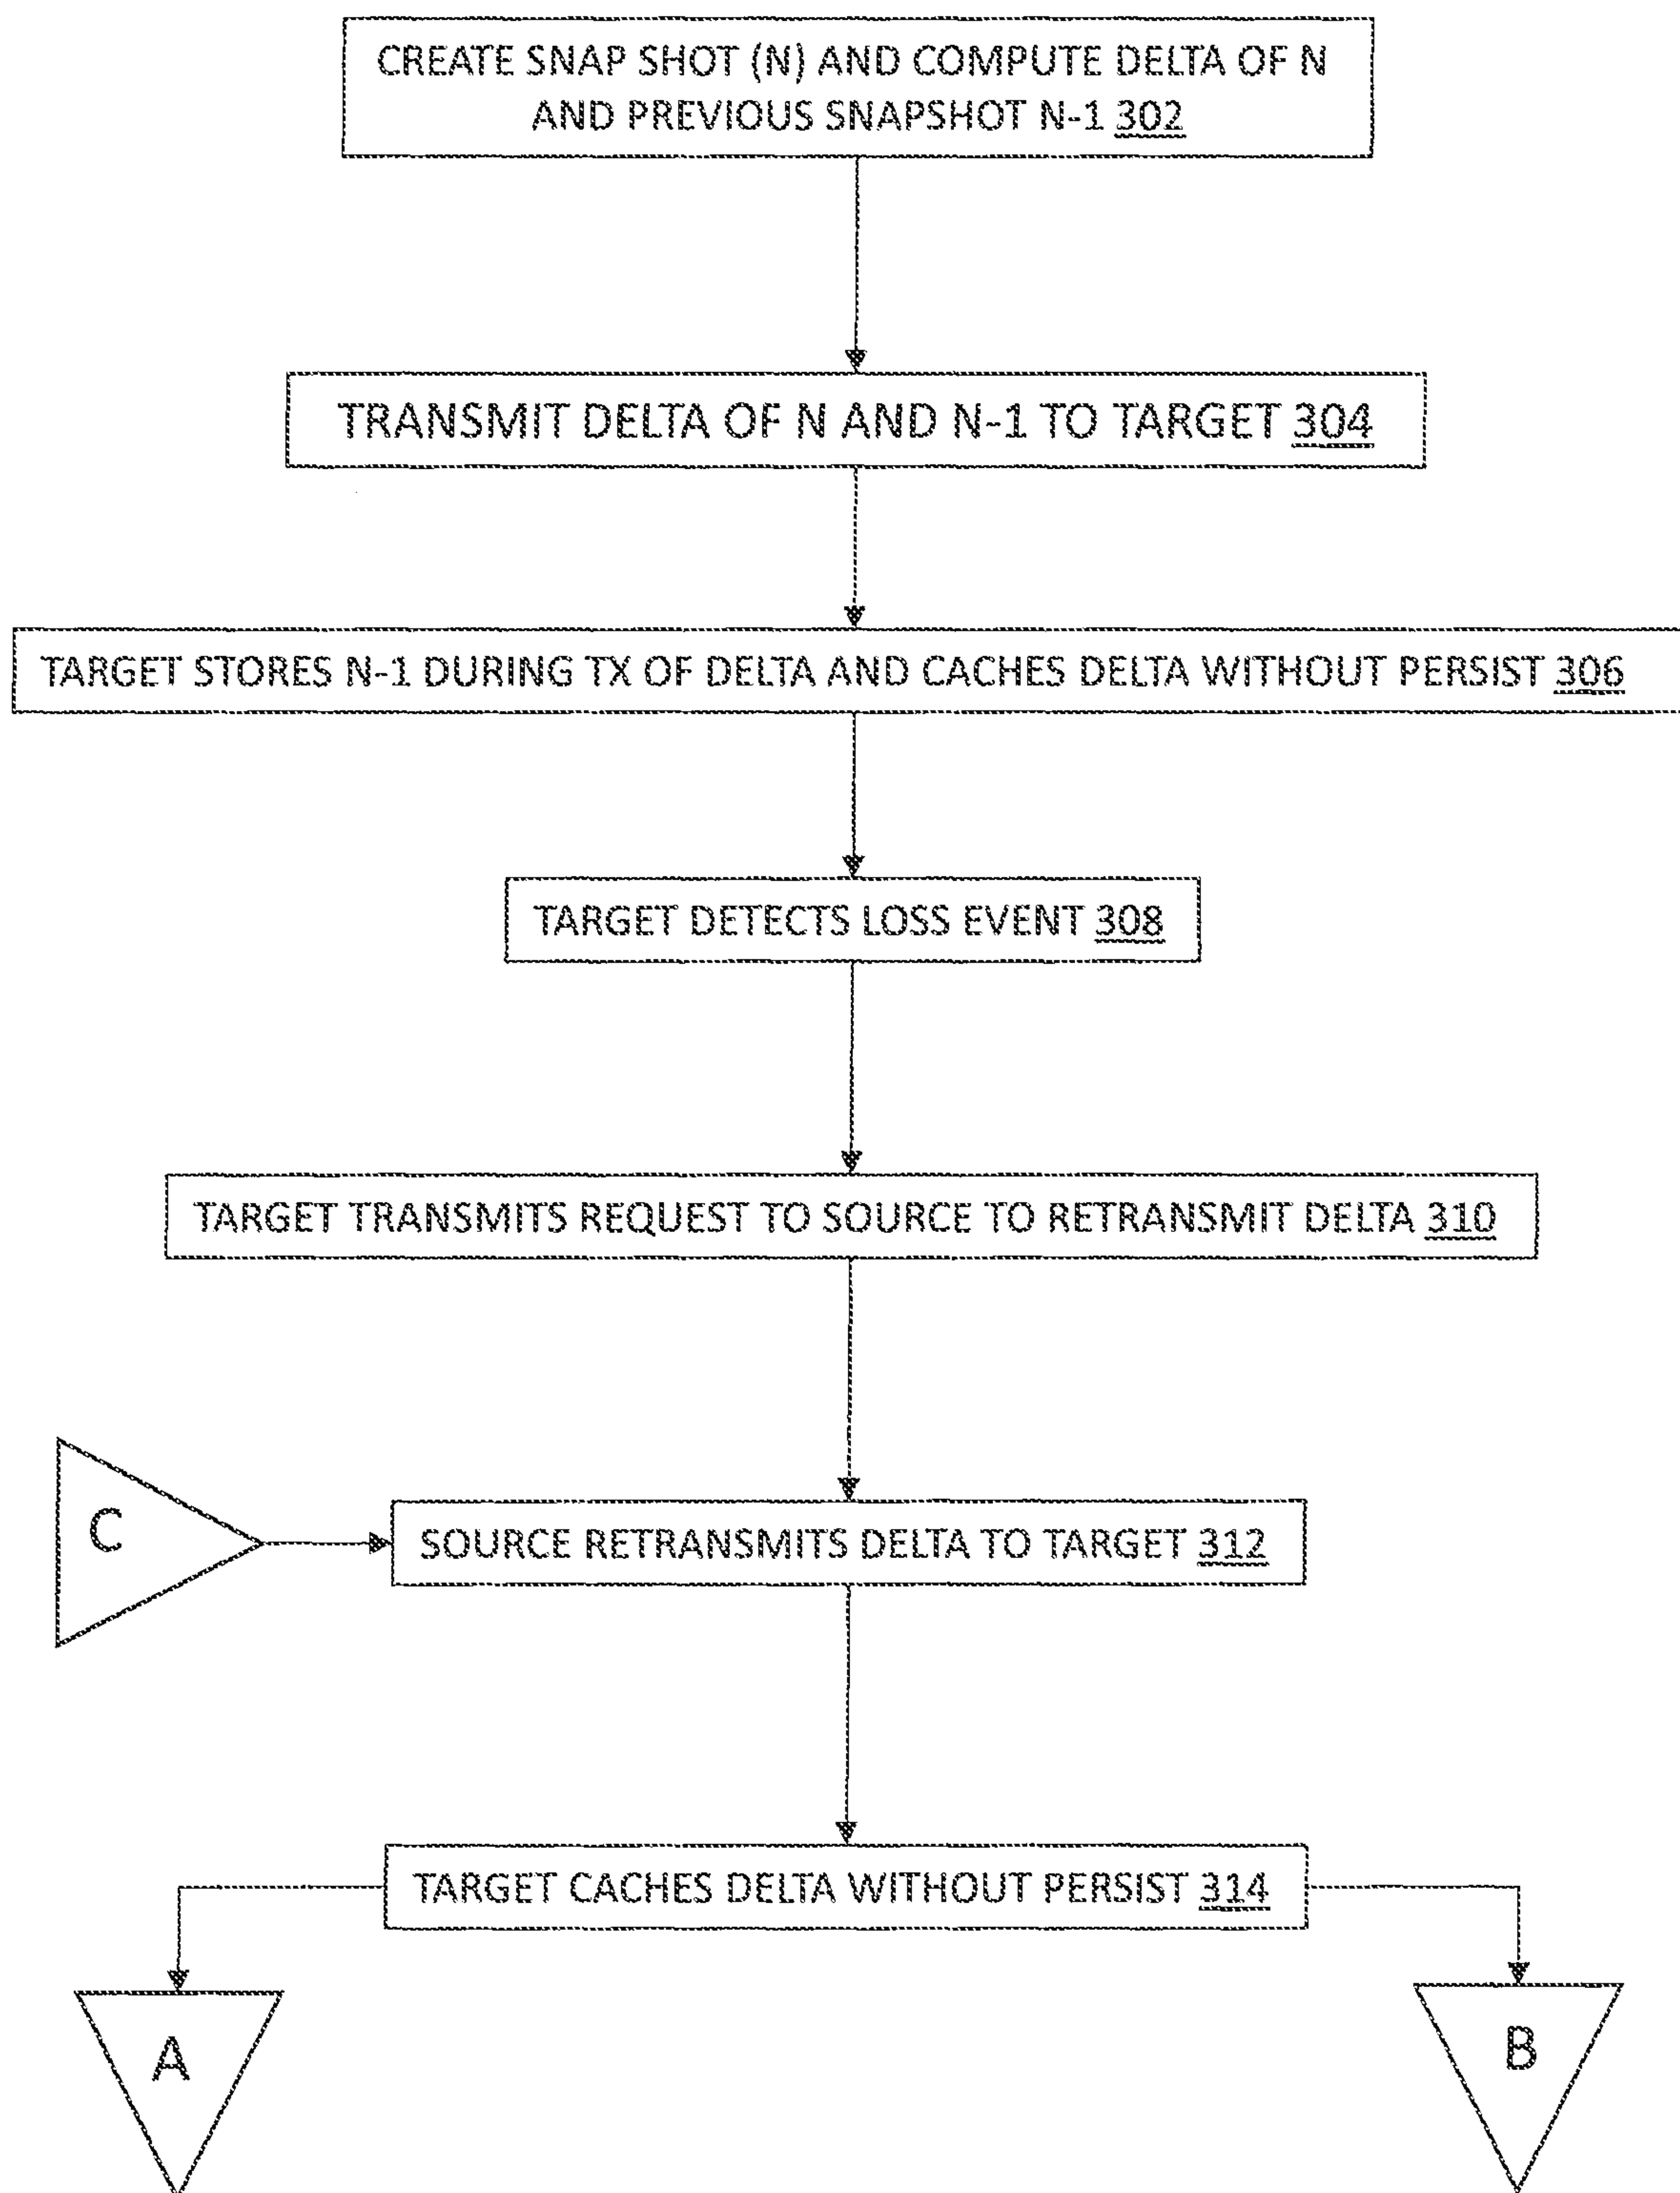 CREATE SNAP SHOT (N) AND COMPUTE DELTA OF N
AND PREVIOUS SNAPSHOT N-1 302
TRANSMIT DELTA OF N AND N-1 TO TARGET 304
TARGET STORES N-1 DURING TX OF DELTA AND CACHES DELTA WITHOUT PERSIST 306
TARGET DETECTS LOSS EVENT 308
TARGET TRANSMITS REQUEST TO SOURCE TO RETRANSMIT DELTA 310
C
SOURCE RETRANSMITS DELTA TO TARGET 312
TARGET CACHES DELTA WITHOUT PERSIST 314
A
B